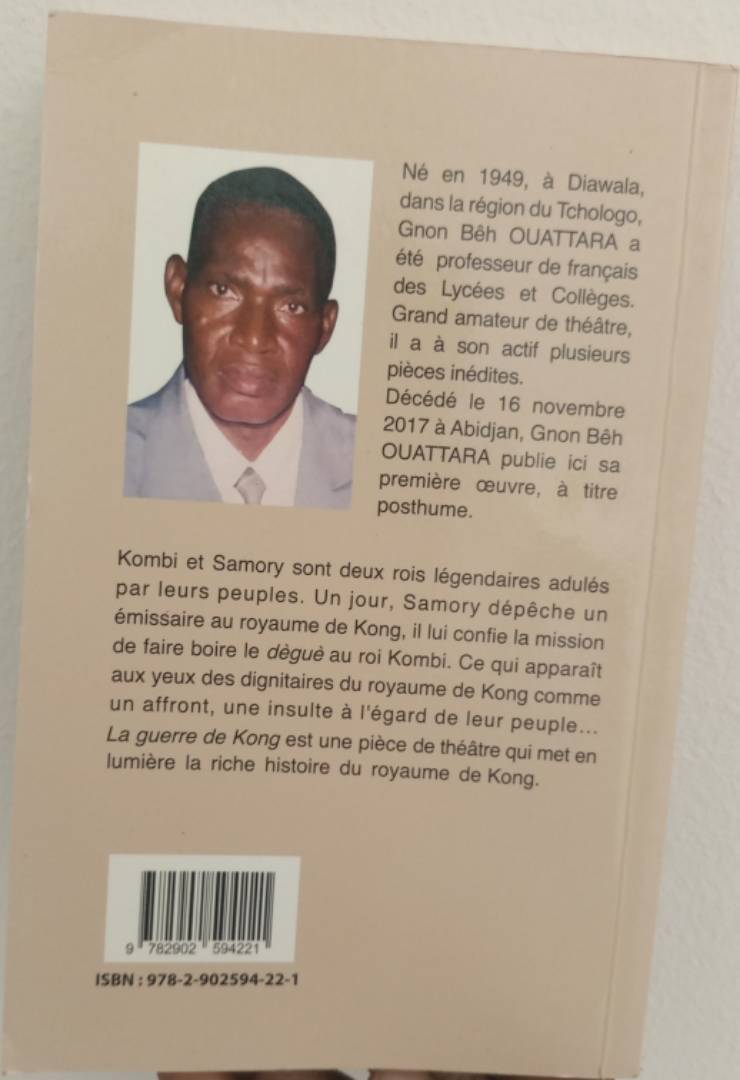 Né en 1949, à Diawala,
dans la région du Tchologo,
Gnon Bêh OUATTARA a
été professeur de français
des Lycées et Collèges.
Grand amateur de théâtre,
il a à son actif plusieurs
pièces inédites.
Décédé le 16 novembre
2017 à Abidjan, Gnon Bêh
OUATTARA publie ici sa
première œuvre, à titre
posthume.
Kombi et Samory sont deux rois légendaires adulés
par leurs peuples. Un jour, Samory dépêche un
émissaire au royaume de Kong, il lui confie la mission
de faire boire le dèguè au roi Kombi. Ce qui apparaît
aux yeux des dignitaires du royaume de Kong comme
un affront, une insulte à l'égard de leur peuple...
La guerre de Kong est une pièce de théâtre qui met en
lumière la riche histoire du royaume de Kong.
9 782902 594221
ISBN : 978-2-902594-22-1